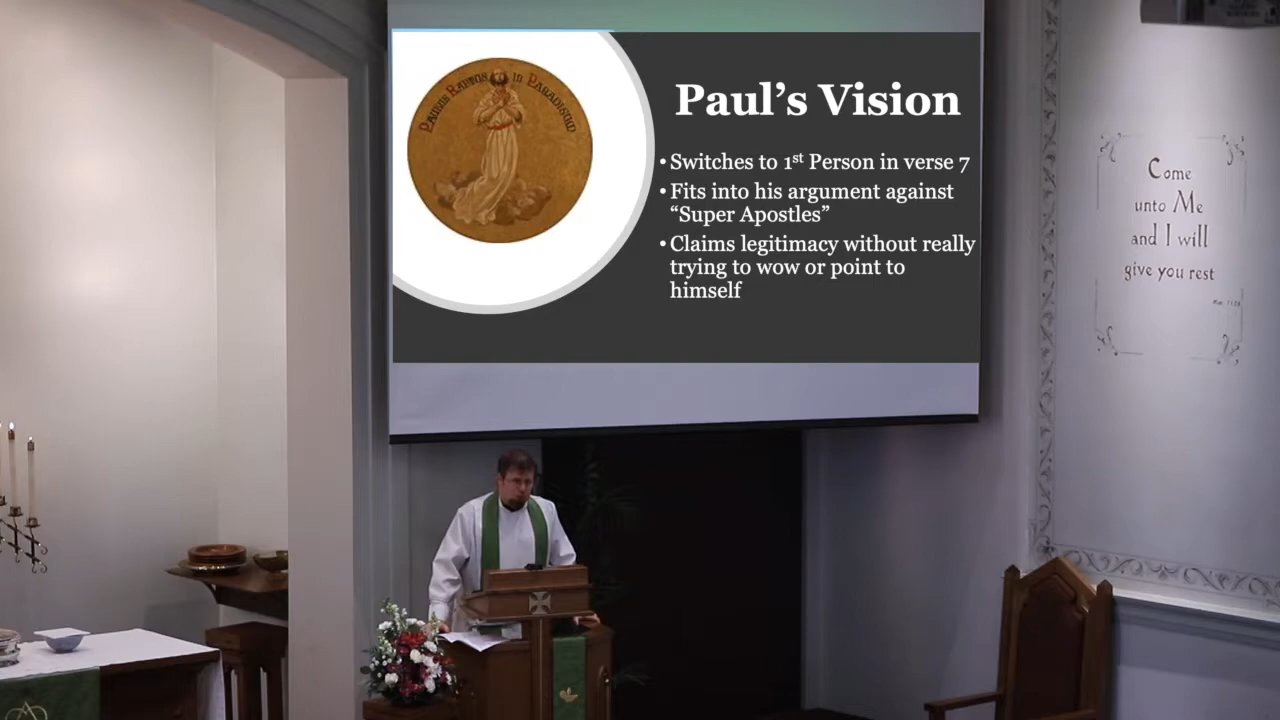 PAULUS RAPTUS IN PARADISUM
Paul's Vision
• Switches to 1st Person in verse 7
• Fits into his argument against
"Super Apostles"
• Claims legitimacy without really
trying to wow or point to
himself
Come
unto Me
and I will
give you rest